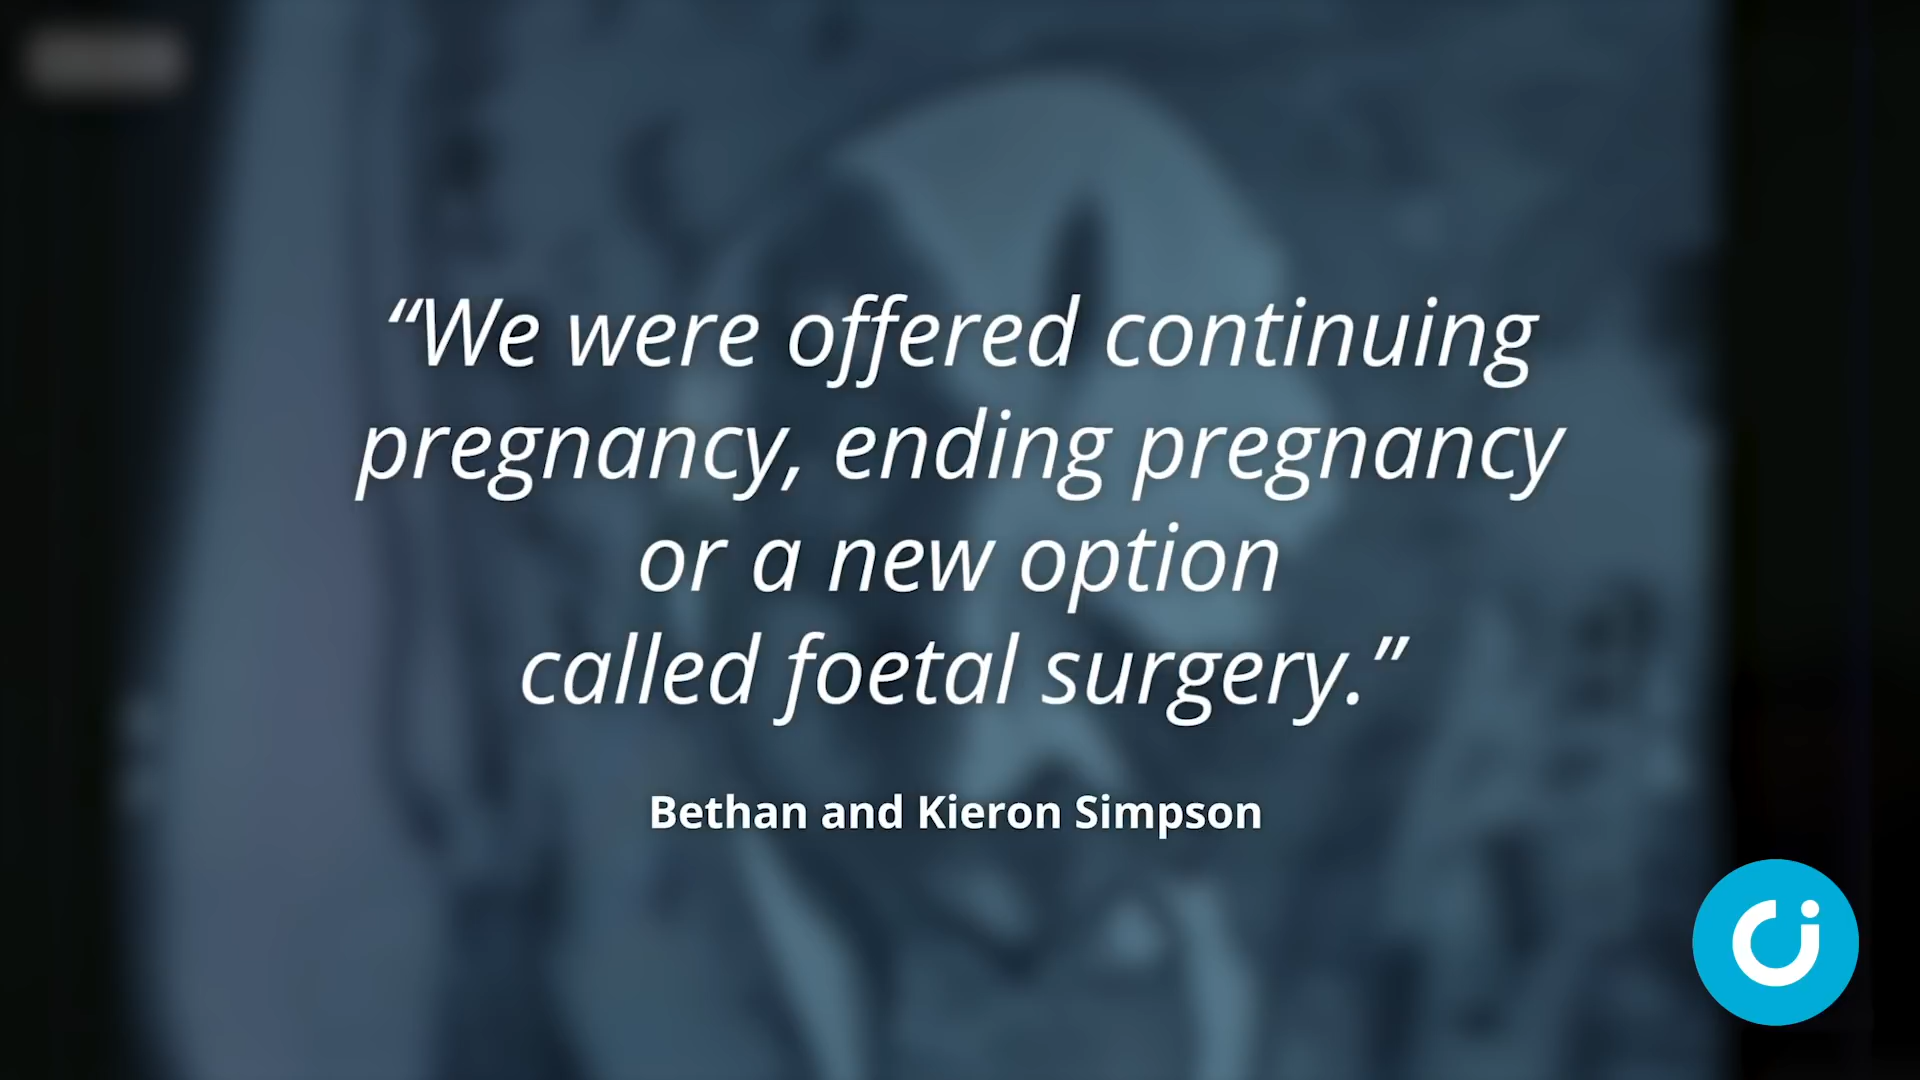 “We were offered continuing
pregnancy, ending pregnancy
or a new option
called foetal surgery.”
Bethan and Kieron Simpson